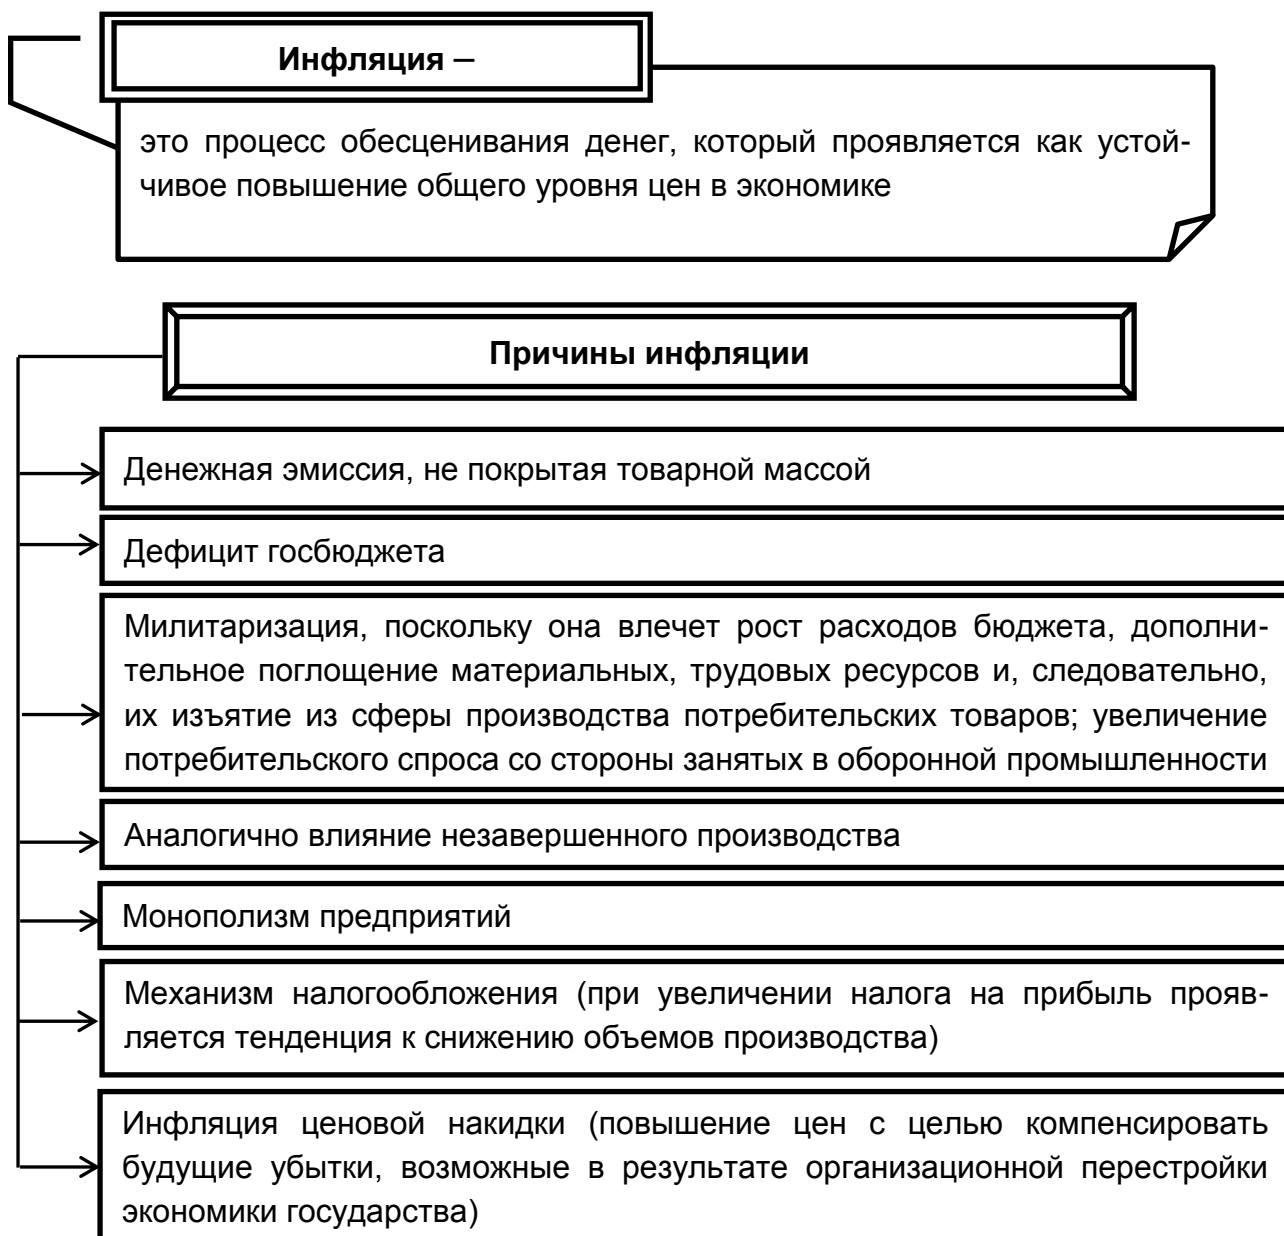 Инфляция –
это процесс обесценивания денег, который проявляется как устой-
чивое повышение общего уровня цен в экономике
Причины инфляции
Денежная эмиссия, не покрытая товарной массой
Дефицит госбюджета
Милитаризация, поскольку она влечет рост расходов бюджета, дополни-
тельное поглощение материальных, трудовых ресурсов и, следовательно,
их изъятие из сферы производства потребительских товаров; увеличение
потребительского спроса со стороны занятых в оборонной промышленности
Аналогично влияние незавершенного производства
Монополизм предприятий
Механизм налогообложения (при увеличении налога на прибыль прояв-
ляется тенденция к снижению объемов производства)
Инфляция ценовой накидки (повышение цен с целью компенсировать
будущие убытки, возможные в результате организационной перестройки
экономики государства)